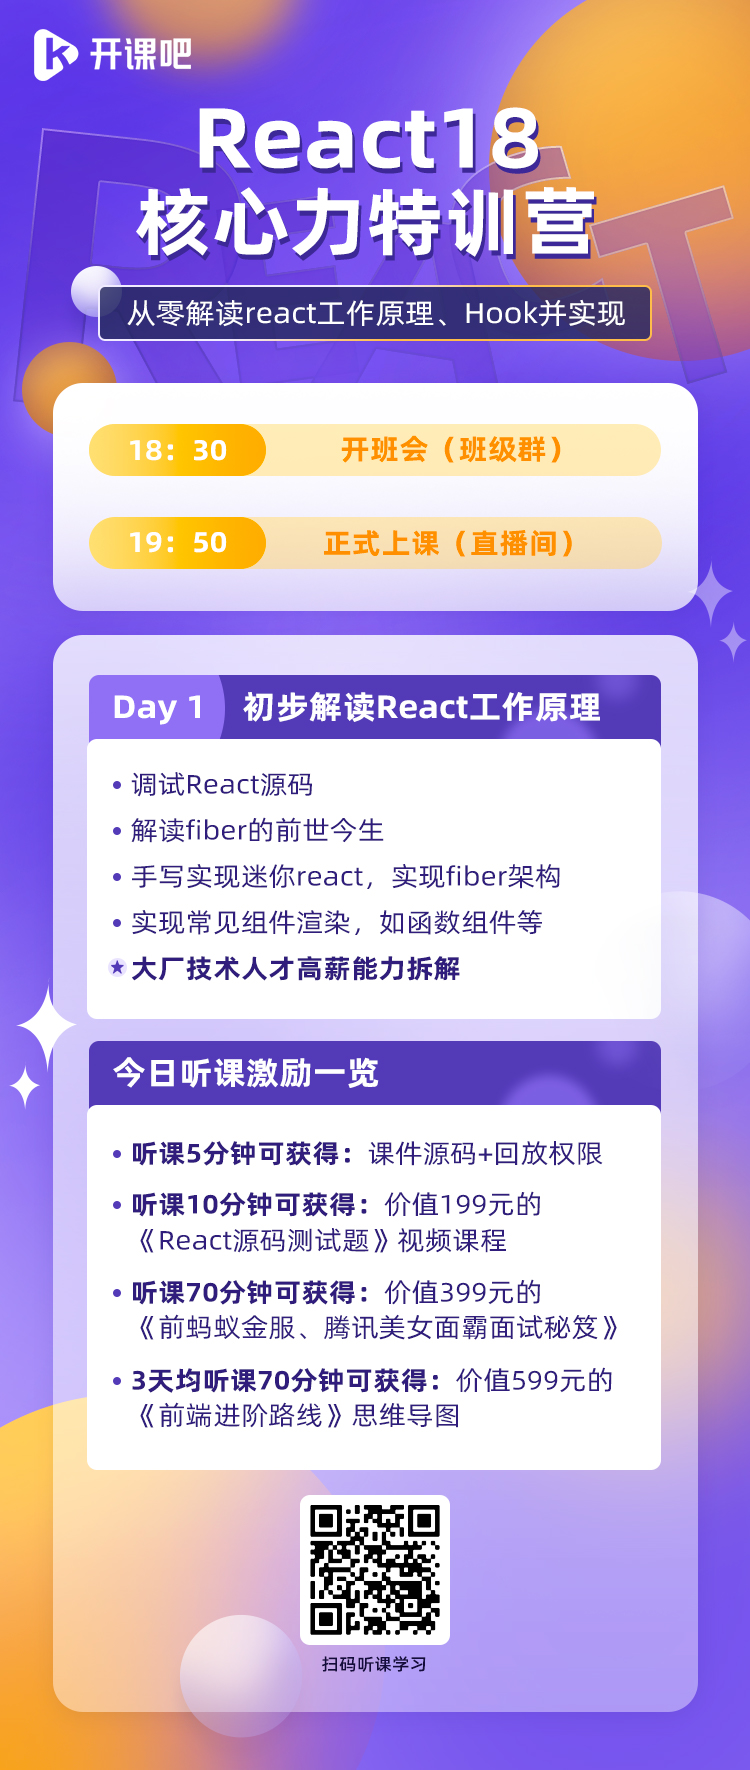 开课吧
React18
核心力特训营
从零解读react工作原理、Hook并实现
REACT
18：30 开班会（班级群）
19：50 正式上课（直播间）
Day 1 初步解读React工作原理
• 调试React源码
• 解读fiber的前世今生
• 手写实现迷你react，实现fiber架构
• 实现常见组件渲染，如函数组件等
★ 大厂技术人才高薪能力拆解
今日听课激励一览
• 听课5分钟可获得：课件源码+回放权限
• 听课10分钟可获得：价值199元的
《React源码测试题》视频课程
• 听课70分钟可获得：价值399元的
《前蚂蚁金服、腾讯美女面霸面试秘笈》
• 3天均听课70分钟可获得：价值599元的
《前端进阶路线》思维导图
扫码听课学习